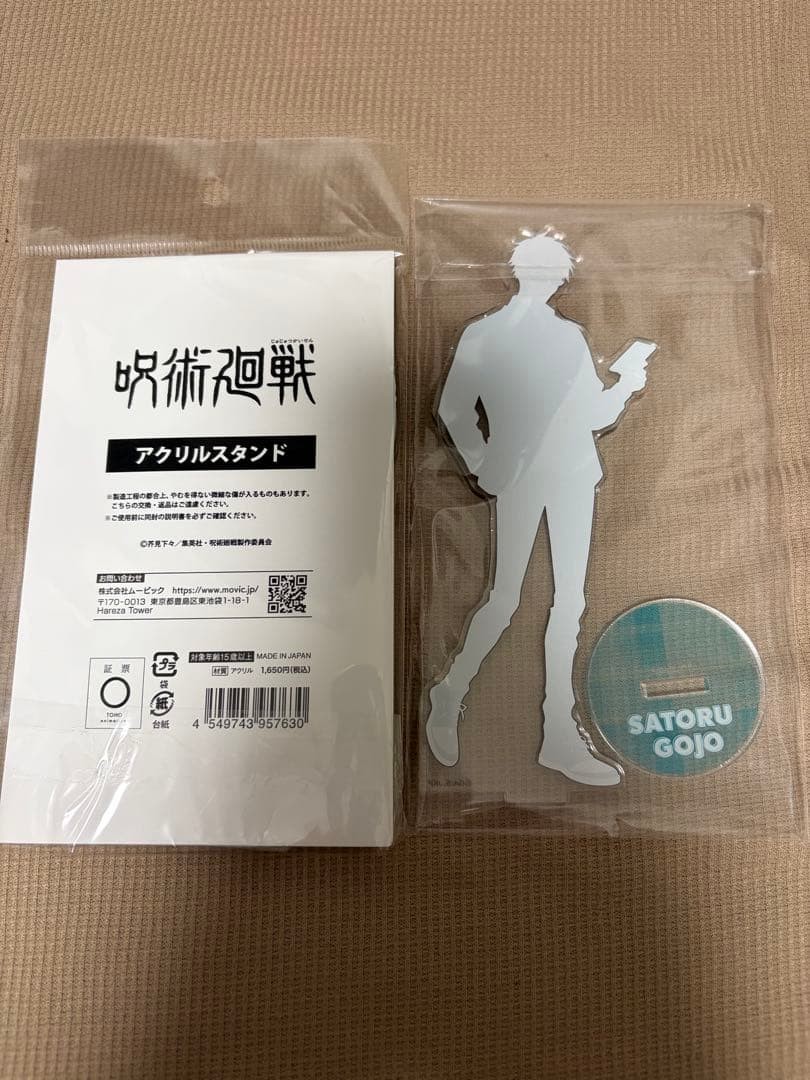 じゅじゅつかいせん
呪術廻戦
アクリルスタンド
※製造工程の都合上、やむを得ない微細な傷が入るものもあります。
こちらの交換・返品はご遠慮ください。
※ご使用前に同封の説明書を必ずご確認ください。
©芥見下々/集英社・呪術廻戦製作委員会
お問い合わせ
株式会社ムービック https://www.movic.jp/
〒170-0013 東京都豊島区東池袋1-18-1
Hareza Tower
対象年齢15歳以上 MADE IN JAPAN
材質 アクリル 1,650円(税込)
証票
TOHO
animation
プラ
袋
紙
台紙
4 549743 957630
SATORU
GOJO